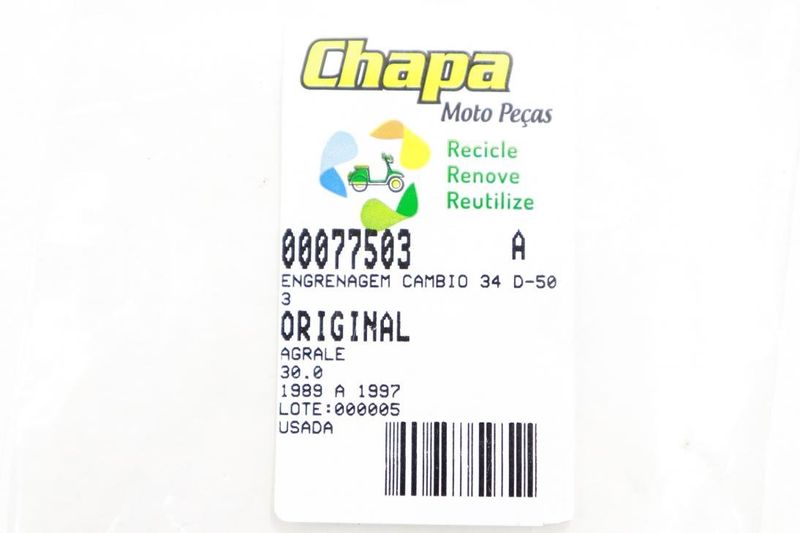 Chapa
Moto Peças
Recicle
Renove
Reutilize
00077503 A
ENGRENAGEM CAMBIO 34 D-50
3
ORIGINAL
AGRALE
30.0
1989 A 1997
LOTE:000005
USADA